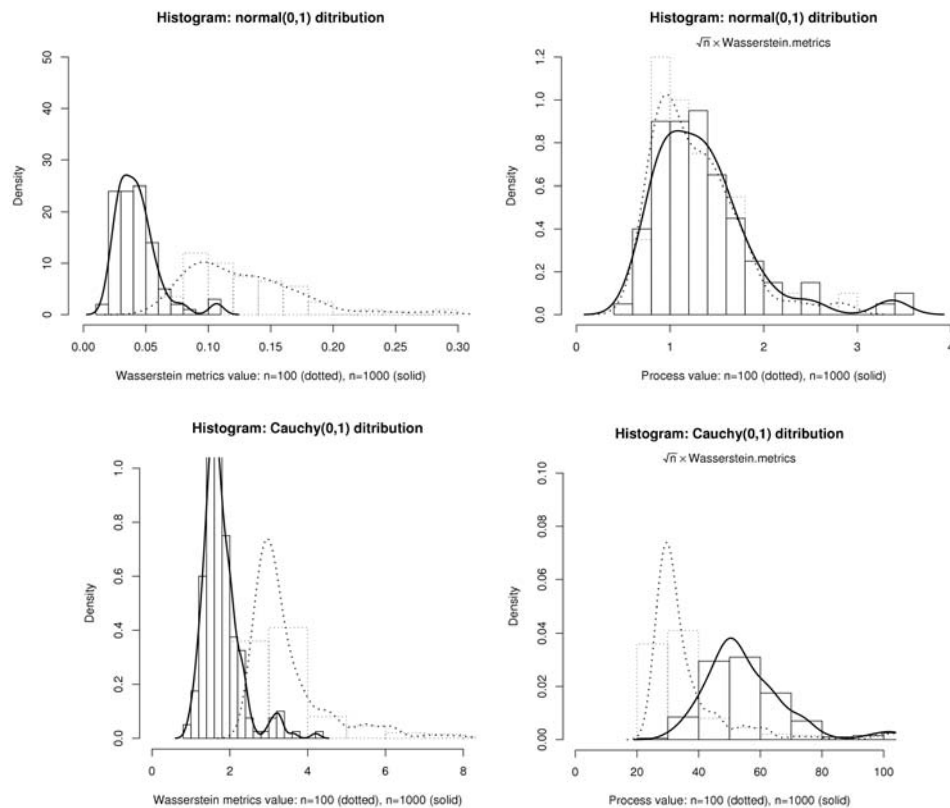 Histogram: normal(0,1) ditribution
Density
50
40
30
20
10
0
0.00 0.05 0.10 0.15 0.20 0.25 0.30
Wasserstein metrics value: n=100 (dotted), n=1000 (solid)
Histogram: normal(0,1) ditribution
√n × Wasserstein.metrics
Density
1.2
1.0
0.8
0.6
0.4
0.2
0.0
0 1 2 3 4
Process value: n=100 (dotted), n=1000 (solid)
Histogram: Cauchy(0,1) ditribution
Density
1.0
0.8
0.6
0.4
0.2
0.0
0 2 4 6 8
Wasserstein metrics value: n=100 (dotted), n=1000 (solid)
Histogram: Cauchy(0,1) ditribution
√n × Wasserstein.metrics
Density
0.10
0.08
0.06
0.04
0.02
0.00
0 20 40 60 80 100
Process value: n=100 (dotted), n=1000 (solid)